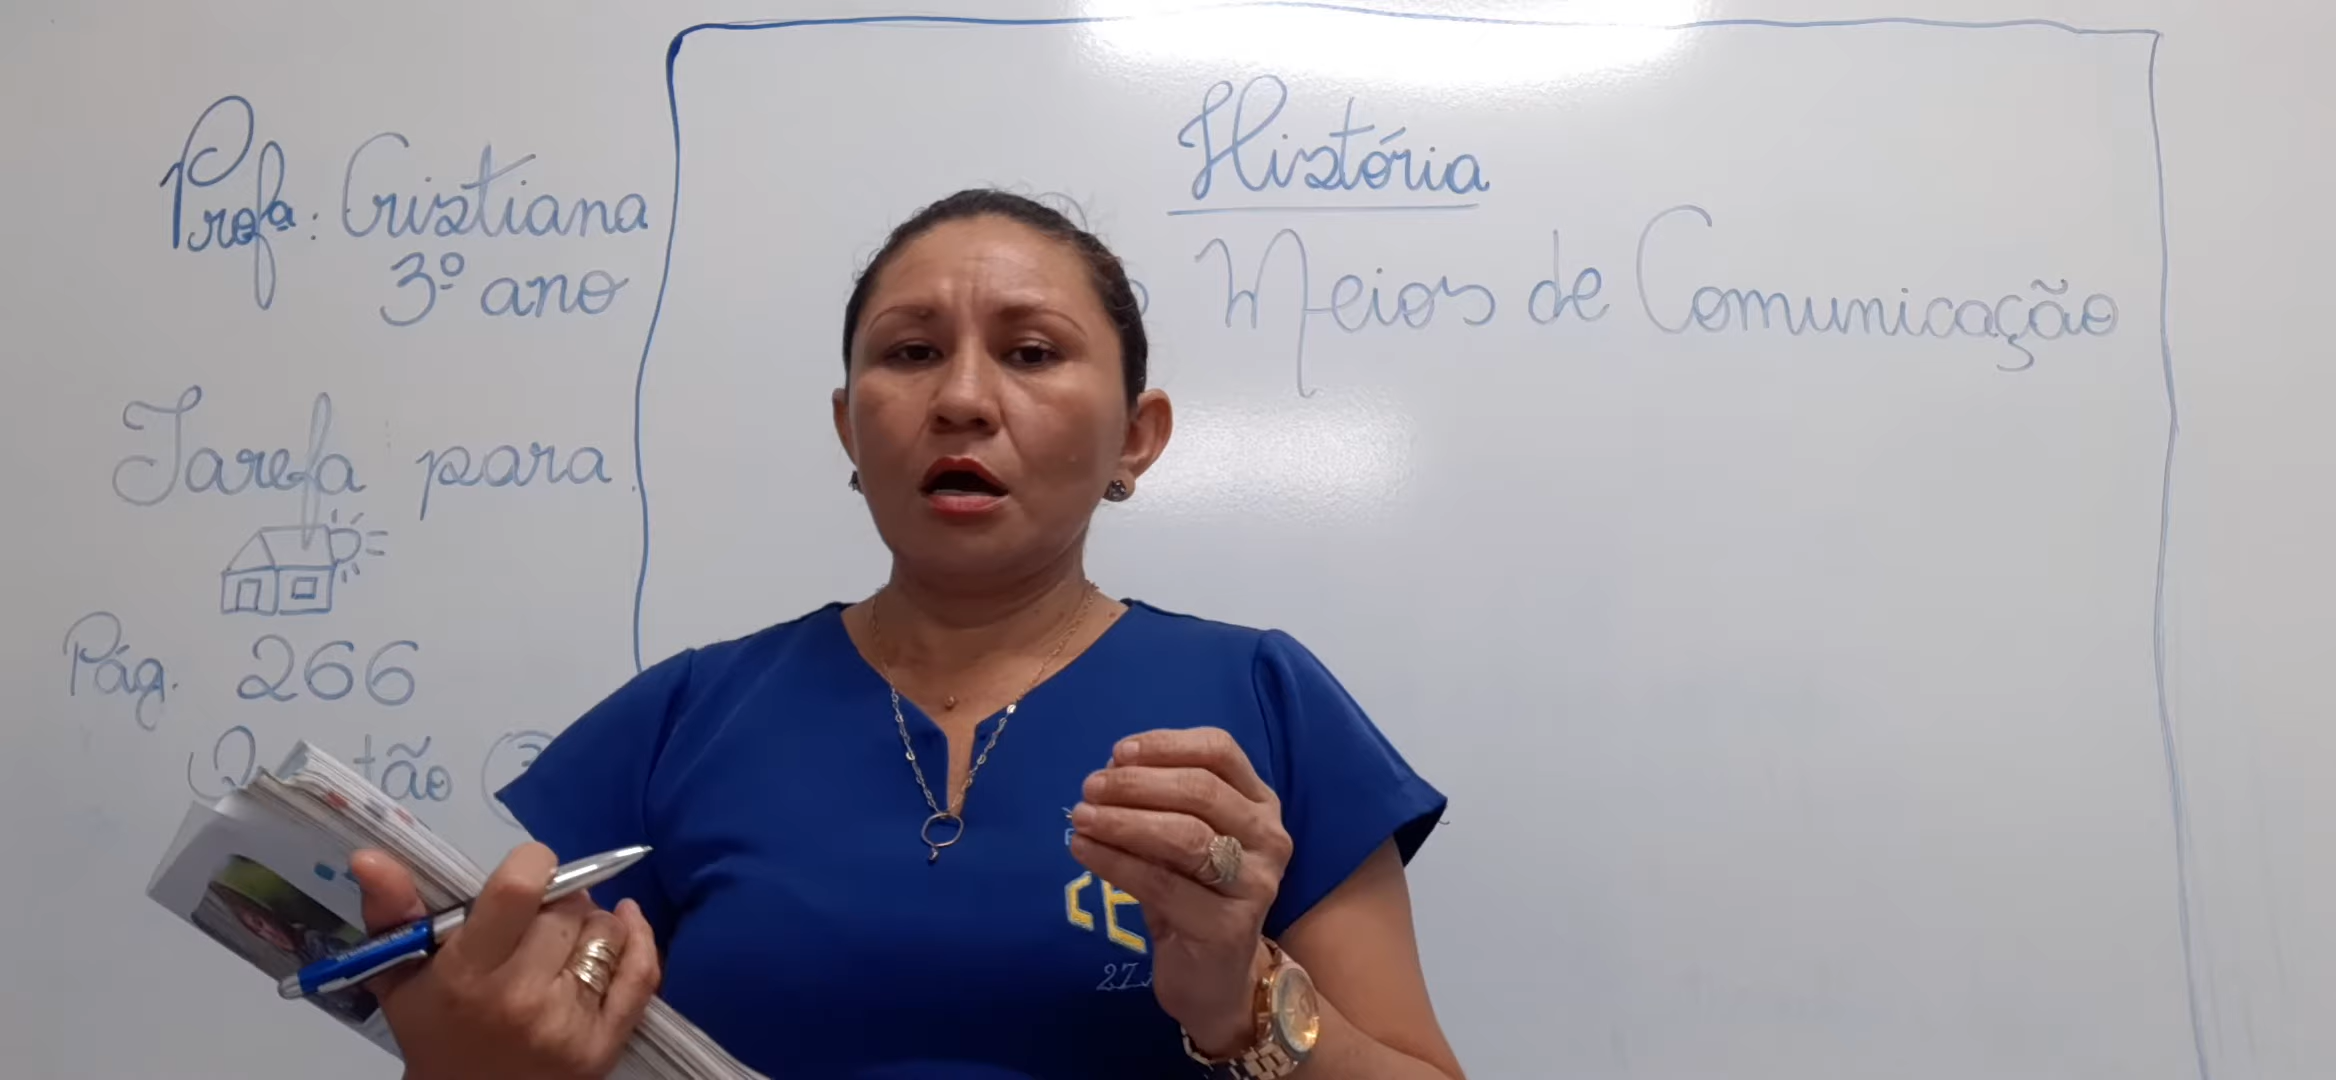 Profª: Cristiana
3º ano
Tarefa para
Pág. 266
História
Meios de Comunicação